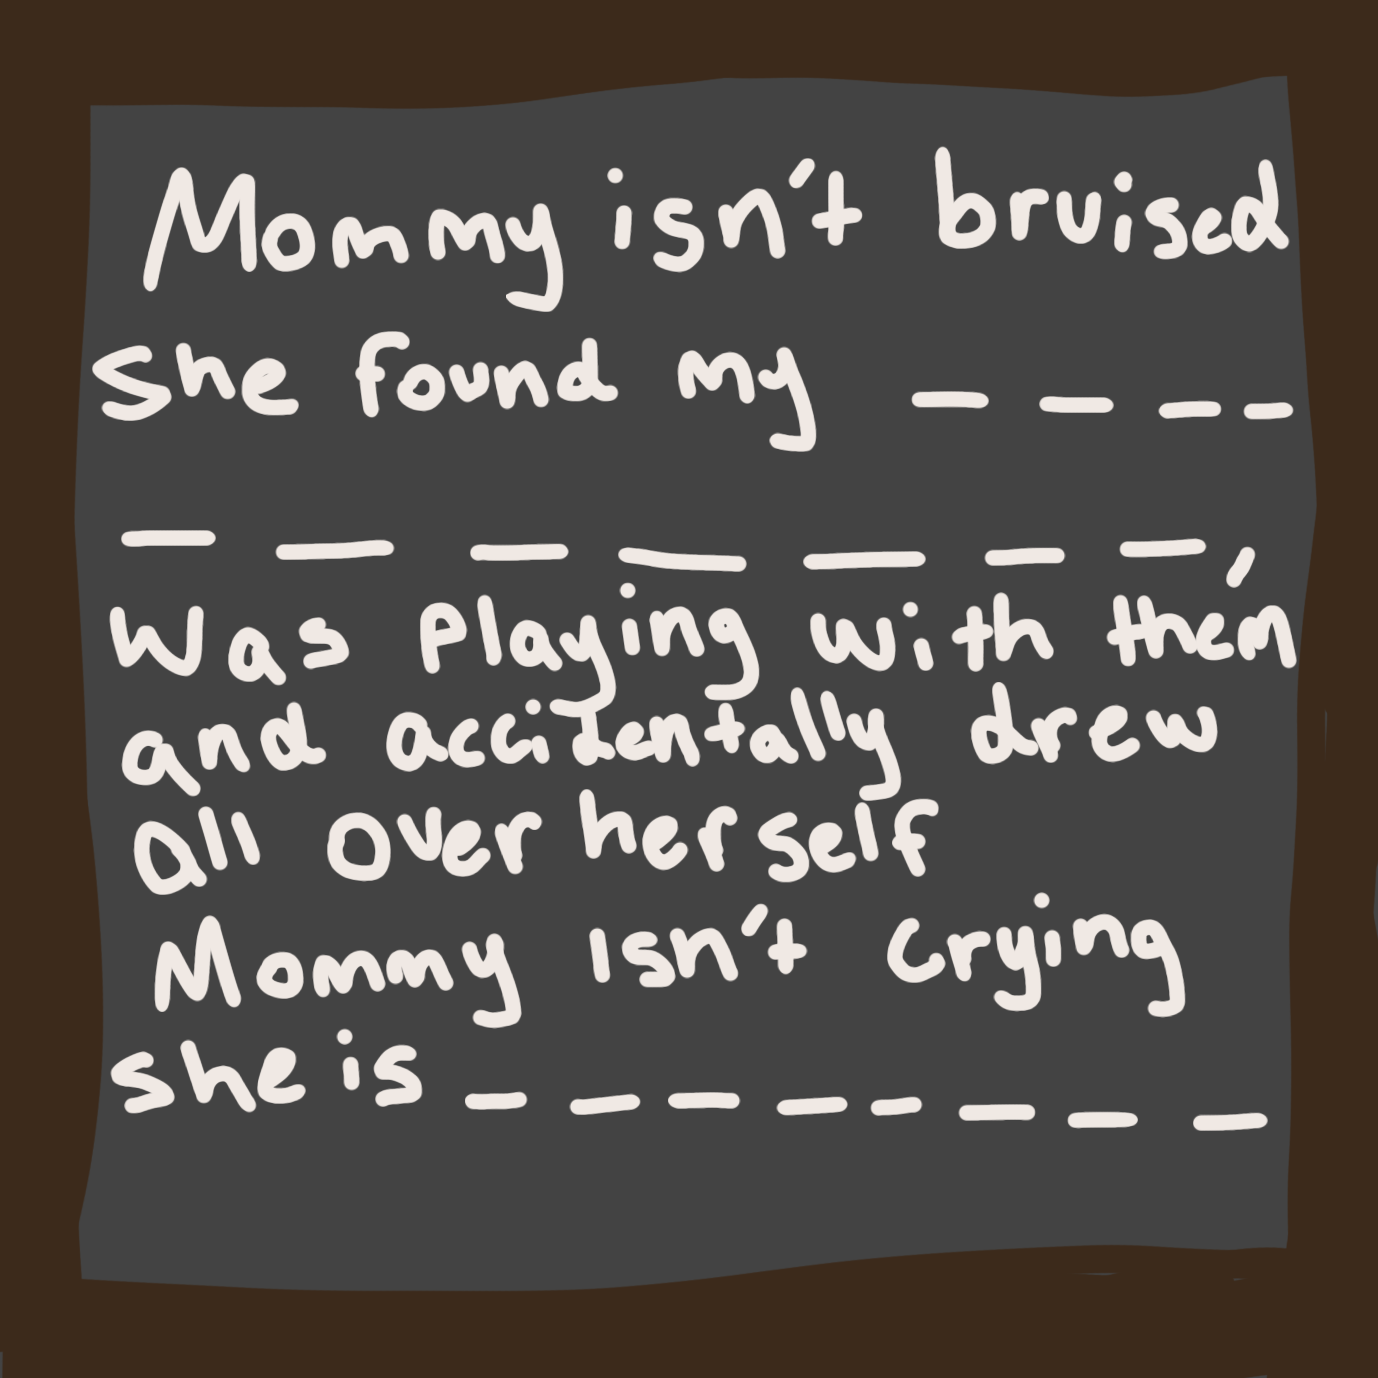 Mommy isn't bruised
She found my _ _ _ _
_ _ _ _ _ _ _,
Was playing with them
and accidentally drew
all over herself
Mommy Isn't crying
she is _ _ _ _ _ _ _ _